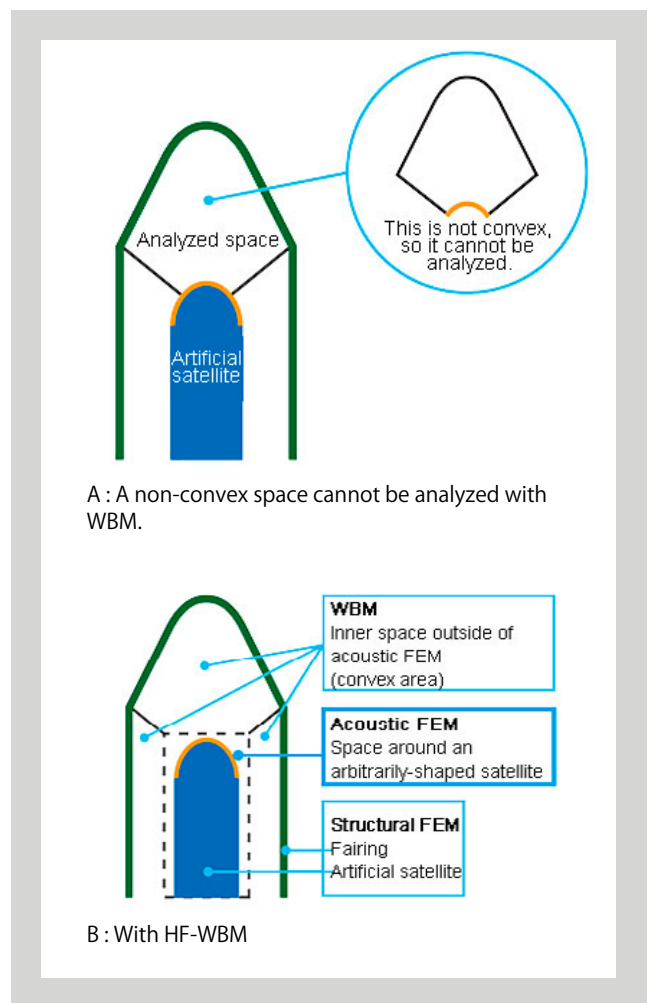 This is not convex,
so it cannot be
analyzed.
Analyzed space
Artificial
satellite
A : A non-convex space cannot be analyzed with
WBM.
WBM
Inner space outside of
acoustic FEM
(convex area)
Acoustic FEM
Space around an
arbitrarily-shaped satellite
Structural FEM
Fairing
Artificial satellite
B : With HF-WBM